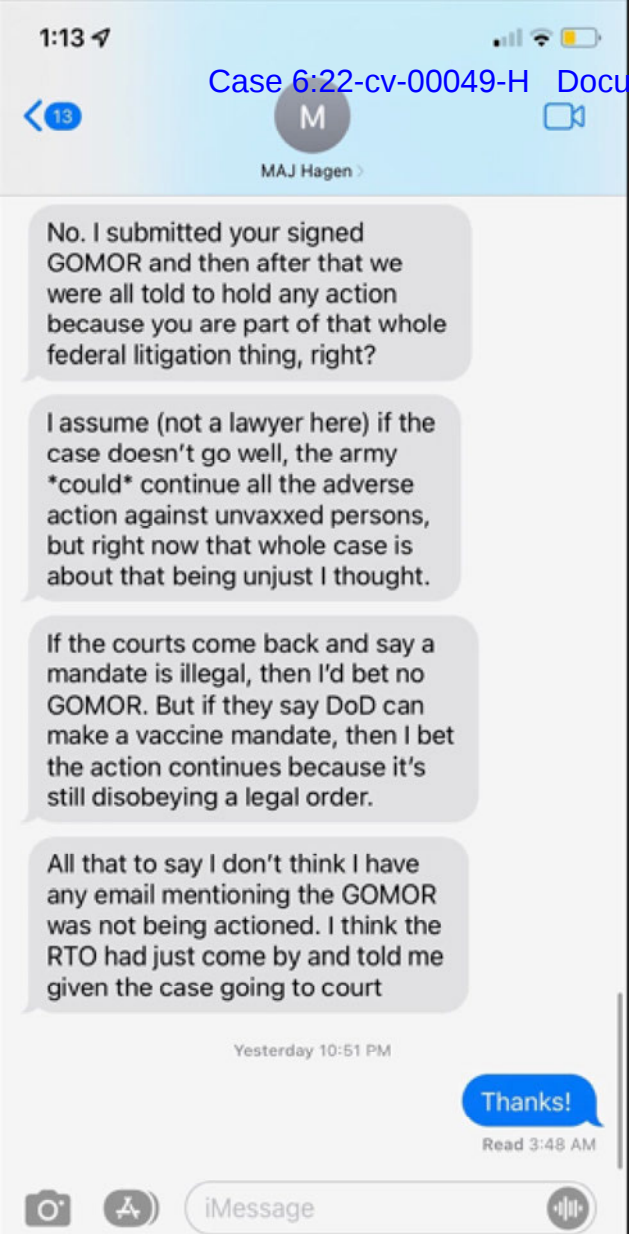 1:13
Case 6:22-cv-00049-H Docu
13
M
MAJ Hagen
No. I submitted your signed
GOMOR and then after that we
were all told to hold any action
because you are part of that whole
federal litigation thing, right?
I assume (not a lawyer here) if the
case doesn't go well, the army
*could* continue all the adverse
action against unvaxxed persons,
but right now that whole case is
about that being unjust I thought.
If the courts come back and say a
mandate is illegal, then I'd bet no
GOMOR. But if they say DoD can
make a vaccine mandate, then I bet
the action continues because it's
still disobeying a legal order.
All that to say I don't think I have
any email mentioning the GOMOR
was not being actioned. I think the
RTO had just come by and told me
given the case going to court
Yesterday 10:51 PM
Thanks!
Read 3:48 AM
iMessage